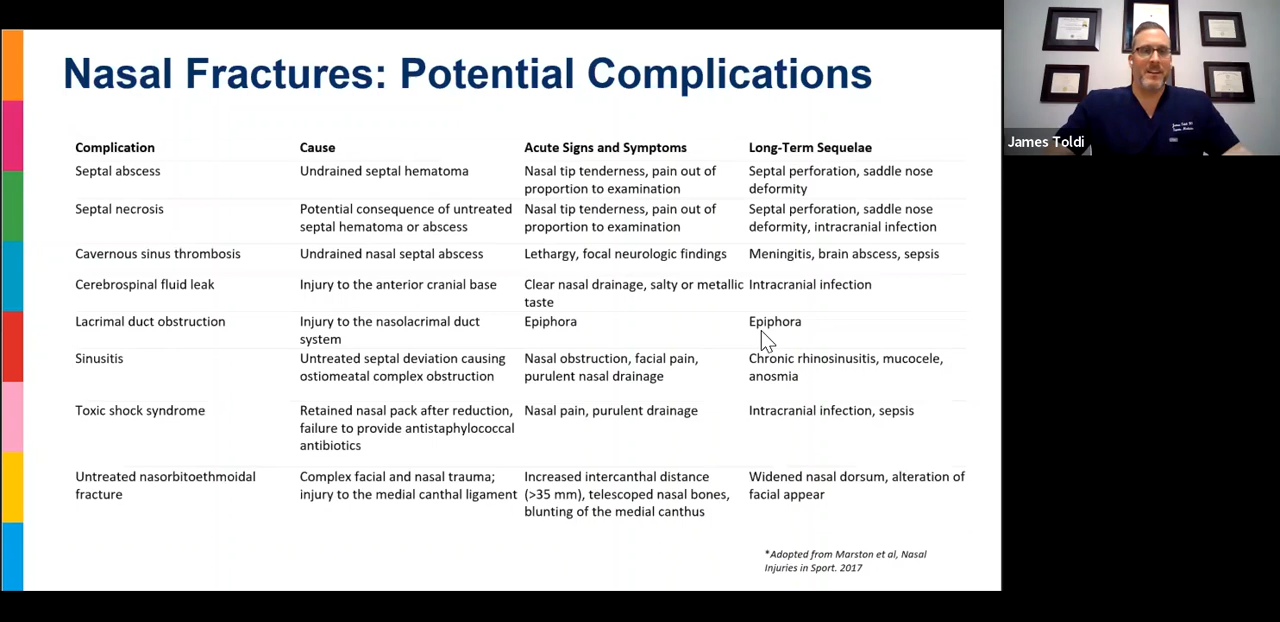 Nasal Fractures: Potential Complications
Complication Cause Acute Signs and Symptoms Long-Term Sequelae
Septal abscess Undrained septal hematoma Nasal tip tenderness, pain out of Septal perforation, saddle nose
proportion to examination deformity
Septal necrosis Potential consequence of untreated Nasal tip tenderness, pain out of Septal perforation, saddle nose
septal hematoma or abscess proportion to examination deformity, intracranial infection
Cavernous sinus thrombosis Undrained nasal septal abscess Lethargy, focal neurologic findings Meningitis, brain abscess, sepsis
Cerebrospinal fluid leak Injury to the anterior cranial base Clear nasal drainage, salty or metallic Intracranial infection
taste
Lacrimal duct obstruction Injury to the nasolacrimal duct Epiphora Epiphora
system
Sinusitis Untreated septal deviation causing Nasal obstruction, facial pain, Chronic rhinosinusitis, mucocele,
ostiomeatal complex obstruction purulent nasal drainage anosmia
Toxic shock syndrome Retained nasal pack after reduction, Nasal pain, purulent drainage Intracranial infection, sepsis
failure to provide antistaphylococcal
antibiotics
Untreated nasorbitoethmoidal Complex facial and nasal trauma; Increased intercanthal distance Widened nasal dorsum, alteration of
fracture injury to the medial canthal ligament (>35 mm), telescoped nasal bones, facial appear
blunting of the medial canthus
*Adopted from Marston et al, Nasal
Injuries in Sport. 2017
James Toldi